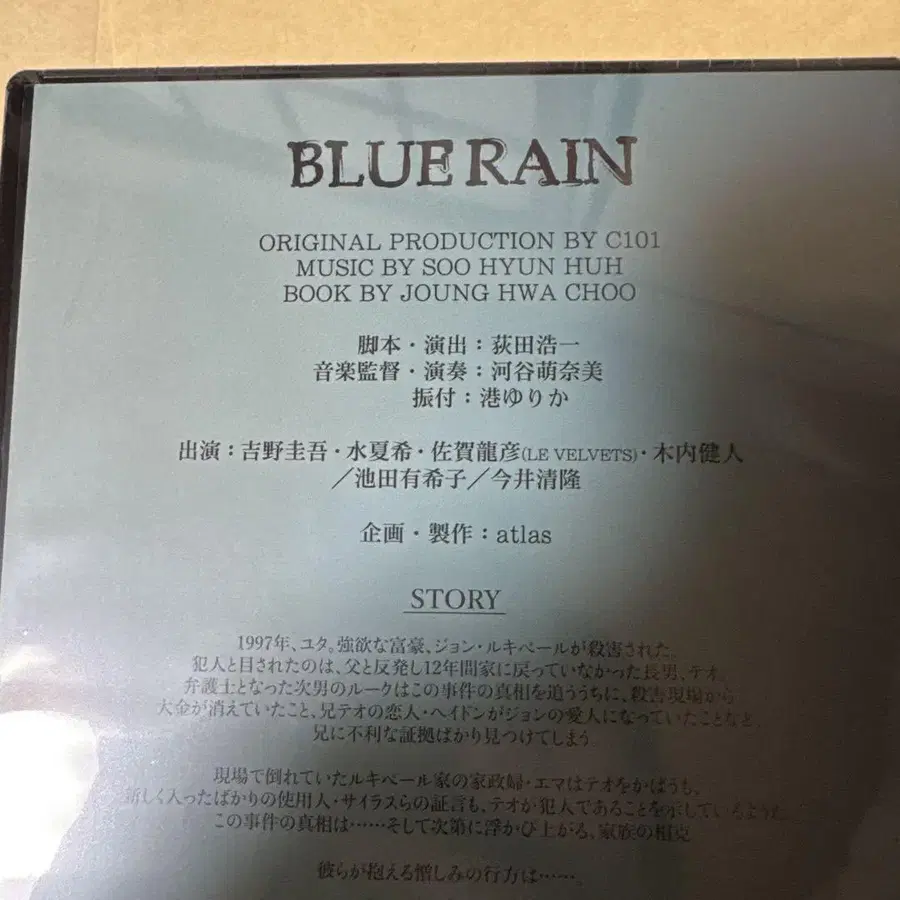 BLUE RAIN
ORIGINAL PRODUCTION BY C101
MUSIC BY SOO HYUN HUH
BOOK BY JOUNG HWA CHOO
脚本・演出：荻田浩一
音楽監督・演奏：河谷萌奈美
振付：港ゆりか
出演：吉野圭吾・水夏希・佐賀龍彦(LE VELVETS)・木内健人
／池田有希子／今井清隆
企画・製作：atlas
STORY
1997年、ユタ。強欲な富豪、ジョン・ルキペールが殺害された。
犯人と目されたのは、父と反発し12年間家に戻っていなかった長男、テオ。
弁護士となった次男のルークはこの事件の真相を追ううちに、殺害現場から
大金が消えていたこと、兄テオの恋人・ヘイドンがジョンの愛人になっていたことなど、
兄に不利な証拠ばかり見つけてしまう
現場で倒れていたルキペール家の家政婦・エマはテオをかばうも、
新しく入ったばかりの使用人・サイラスらの証言も、テオが犯人であることを示しているようだ
この事件の真相は……そして次第に浮かび上がる、家族の相克
彼らが抱える憎しみの行方は……。